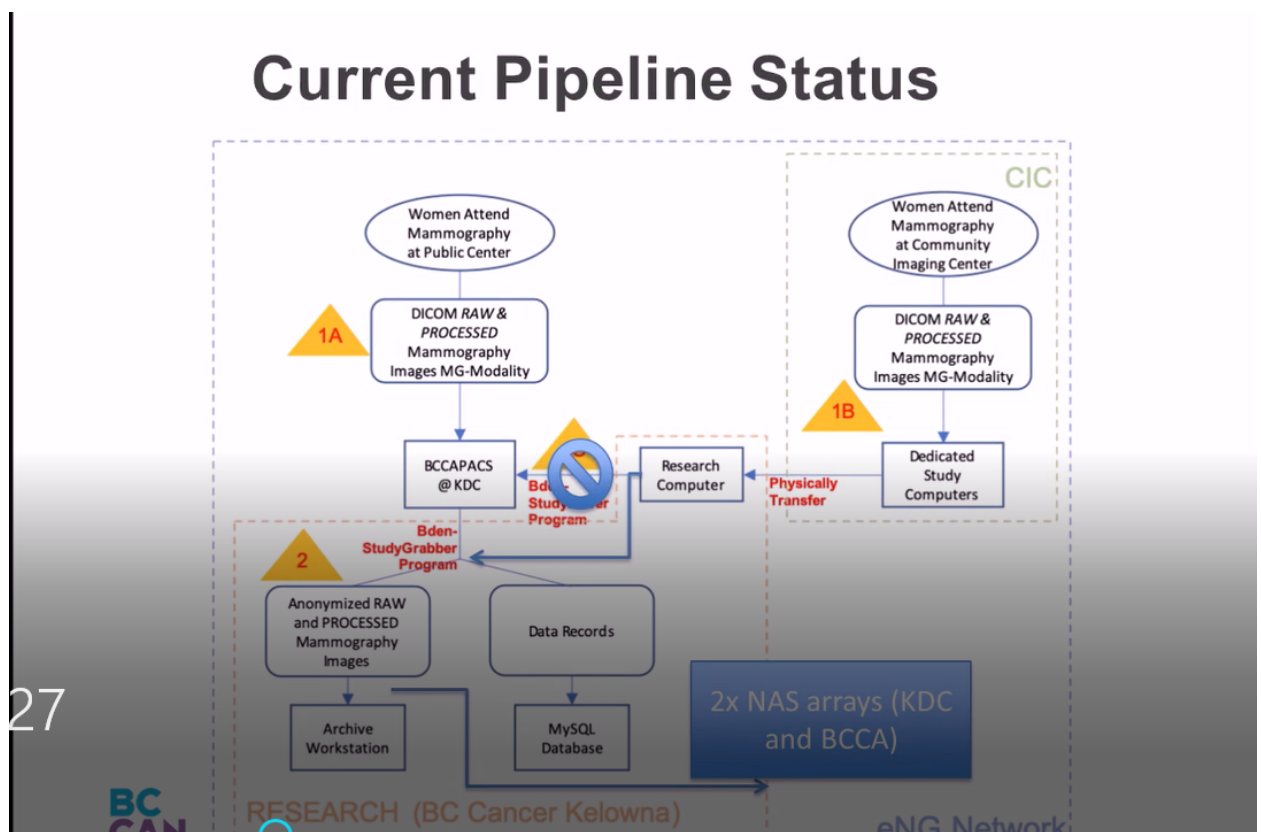 Current Pipeline Status
CIC
Women Attend
Mammography
at Public Center
Women Attend
Mammography
at Community
Imaging Center
1A
DICOM RAW &
PROCESSED
Mammography
Images MG-Modality
DICOM RAW &
PROCESSED
Mammography
Images MG-Modality
1B
BCCAPACS
@ KDC
Program
Research
Computer
Physically
Transfer
Dedicated
Study
Computers
Bden-
StudyGrabber
Program
2
Anonymized RAW
and PROCESSED
Mammography
Images
Data Records
27
2x NAS arrays (KDC
and BCCA)
Archive
Workstation
MySQL
Database
BC
CAN
RESEARCH (BC Cancer Kelowna)
eNG Network